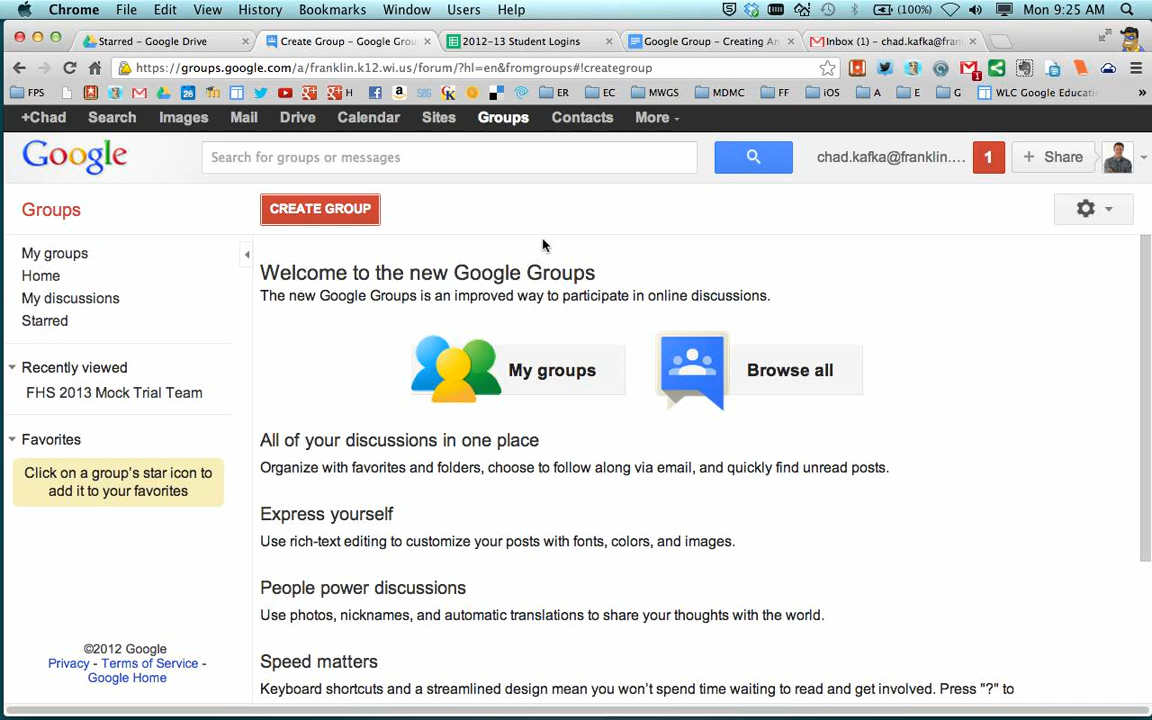 Chrome File Edit View History Bookmarks Window Users Help (100%) Mon 9:25 AM
Starred – Google Drive Create Group – Google Grou 2012–13 Student Logins Google Group – Creating An Inbox (1) – chad.kafka@frank
https://groups.google.com/a/franklin.k12.wi.us/forum/?hl=en&fromgroups#!creategroup 1
FPS 28 H SBS ER EC MWGS MDMC FF iOS A E G WLC Google Educati »
+Chad Search Images Mail Drive Calendar Sites Groups Contacts More
Google Search for groups or messages chad.kafka@franklin.... 1 + Share
Groups CREATE GROUP
My groups
Home
My discussions
Starred
Recently viewed
FHS 2013 Mock Trial Team
Favorites
Click on a group's star icon to
add it to your favorites
©2012 Google
Privacy - Terms of Service -
Google Home
Welcome to the new Google Groups
The new Google Groups is an improved way to participate in online discussions.
My groups Browse all
All of your discussions in one place
Organize with favorites and folders, choose to follow along via email, and quickly find unread posts.
Express yourself
Use rich-text editing to customize your posts with fonts, colors, and images.
People power discussions
Use photos, nicknames, and automatic translations to share your thoughts with the world.
Speed matters
Keyboard shortcuts and a streamlined design mean you won't spend time waiting to read and get involved. Press "?" to